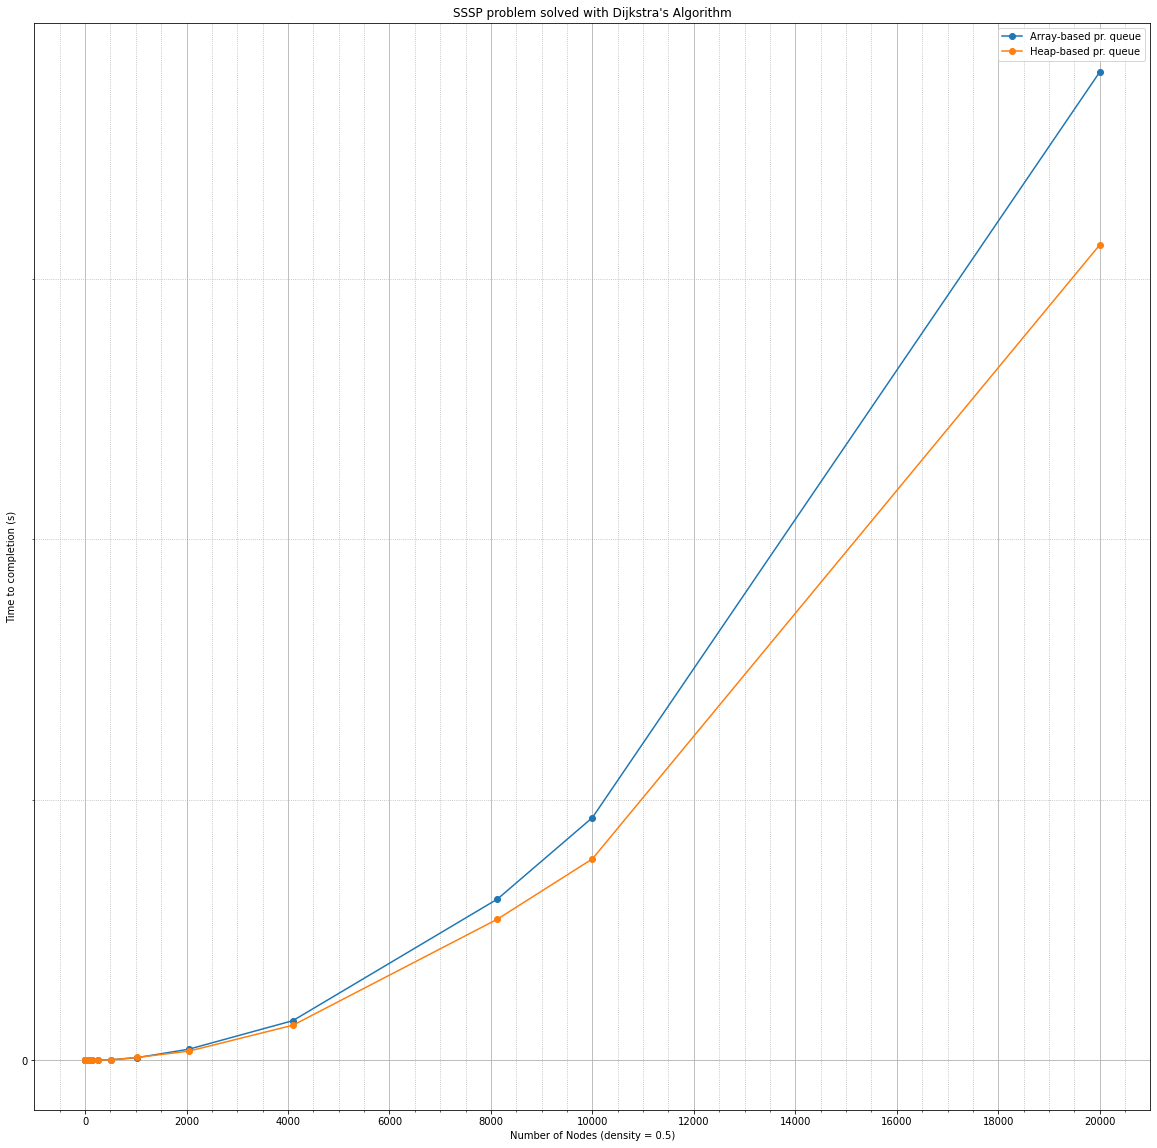 SSSP problem solved with Dijkstra's Algorithm
Array-based pr. queue
Heap-based pr. queue
Time to completion (s)
0
0 2000 4000 6000 8000 10000 12000 14000 16000 18000 20000
Number of Nodes (density = 0.5)